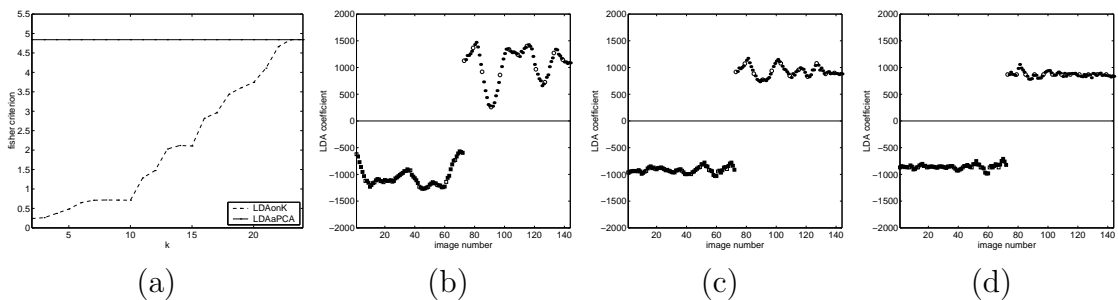 5.5
5
4.5
4
3.5
3
2.5
2
1.5
1
0.5
0
fisher criterion
5 10 15 20
k
LDAonK
LDAaPCA
(a)
2000
1500
1000
500
0
−500
−1000
−1500
−2000
LDA coefficient
20 40 60 80 100 120 140
image number
(b)
2000
1500
1000
500
0
−500
−1000
−1500
−2000
LDA coefficient
20 40 60 80 100 120 140
image number
(c)
2000
1500
1000
500
0
−500
−1000
−1500
−2000
LDA coefficient
20 40 60 80 100 120 140
image number
(d)